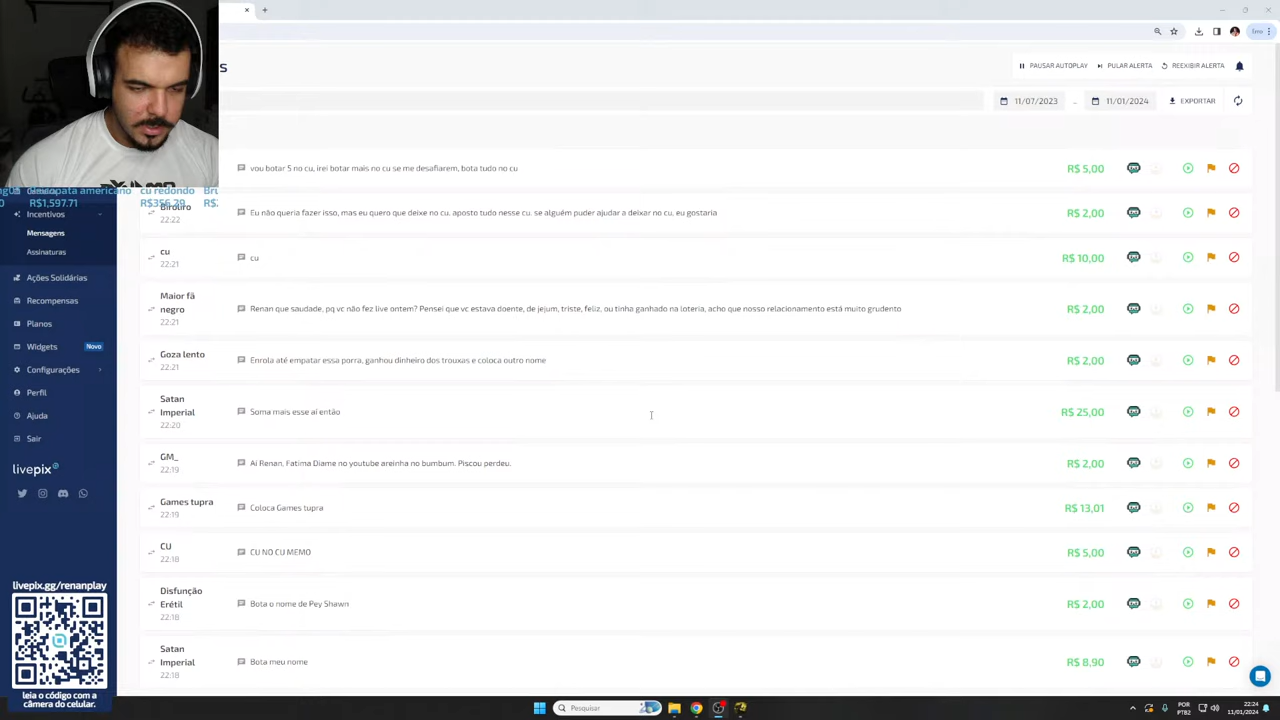 s
PAUSAR AUTOPLAY
PULAR ALERTA
REEXIBIR ALERTA
11/07/2023
-
11/01/2024
EXPORTAR
vou botar 5 no cu, irei botar mais no cu se me desafiarem, bota tudo no cu
R$ 5,00
americano
cu redondo
R$1,597.71
R$356.29
Biroliro
22:22
Eu não queria fazer isso, mas eu quero que deixe no cu. aposto tudo nesse cu. se alguém puder ajudar a deixar no cu, eu gostaria
R$ 2,00
cu
22:21
cu
R$ 10,00
Maior fã
negro
22:21
Renan que saudade, pq vc não fez live ontem? Pensei que vc estava doente, de jejum, triste, feliz, ou tinha ganhado na loteria, acho que nosso relacionamento está muito grudento
R$ 2,00
Goza lento
22:21
Enrola até empatar essa porra, ganhou dinheiro dos trouxas e coloca outro nome
R$ 2,00
Satan
Imperial
22:20
Soma mais esse aí então
R$ 25,00
GM_
22:19
Aí Renan, Fatima Diame no youtube areinha no bumbum. Piscou perdeu.
R$ 2,00
Games tupra
22:19
Coloca Games tupra
R$ 13,01
CU
22:18
CU NO CU MEMO
R$ 5,00
Disfunção
Erétil
22:18
Bota o nome de Pey Shawn
R$ 2,00
Satan
Imperial
22:18
Bota meu nome
R$ 8,90
Incentivos
Mensagens
Assinaturas
Ações Solidárias
Recompensas
Planos
Widgets
Novo
Configurações
Perfil
Ajuda
Sair
livepix
livepix.gg/renanplay
leia o código com a
câmera do celular.
Pesquisar
POR
PTB2
22:24
11/01/2024